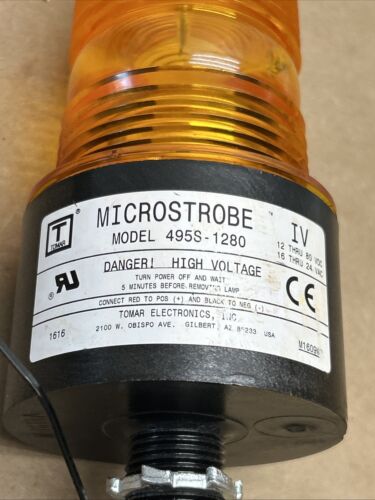 T
TOMAR
MICROSTROBE IV
MODEL 495S-1280
12 THRU 80 VDC
16 THRU 24 VAC
DANGER! HIGH VOLTAGE
TURN POWER OFF AND WAIT
5 MINUTES BEFORE REMOVING LAMP
CONNECT RED TO POS (+) AND BLACK TO NEG (-)
TOMAR ELECTRONICS, INC.
2100 W. OBISPO AVE. GILBERT, AZ 85233 USA
1616
CE